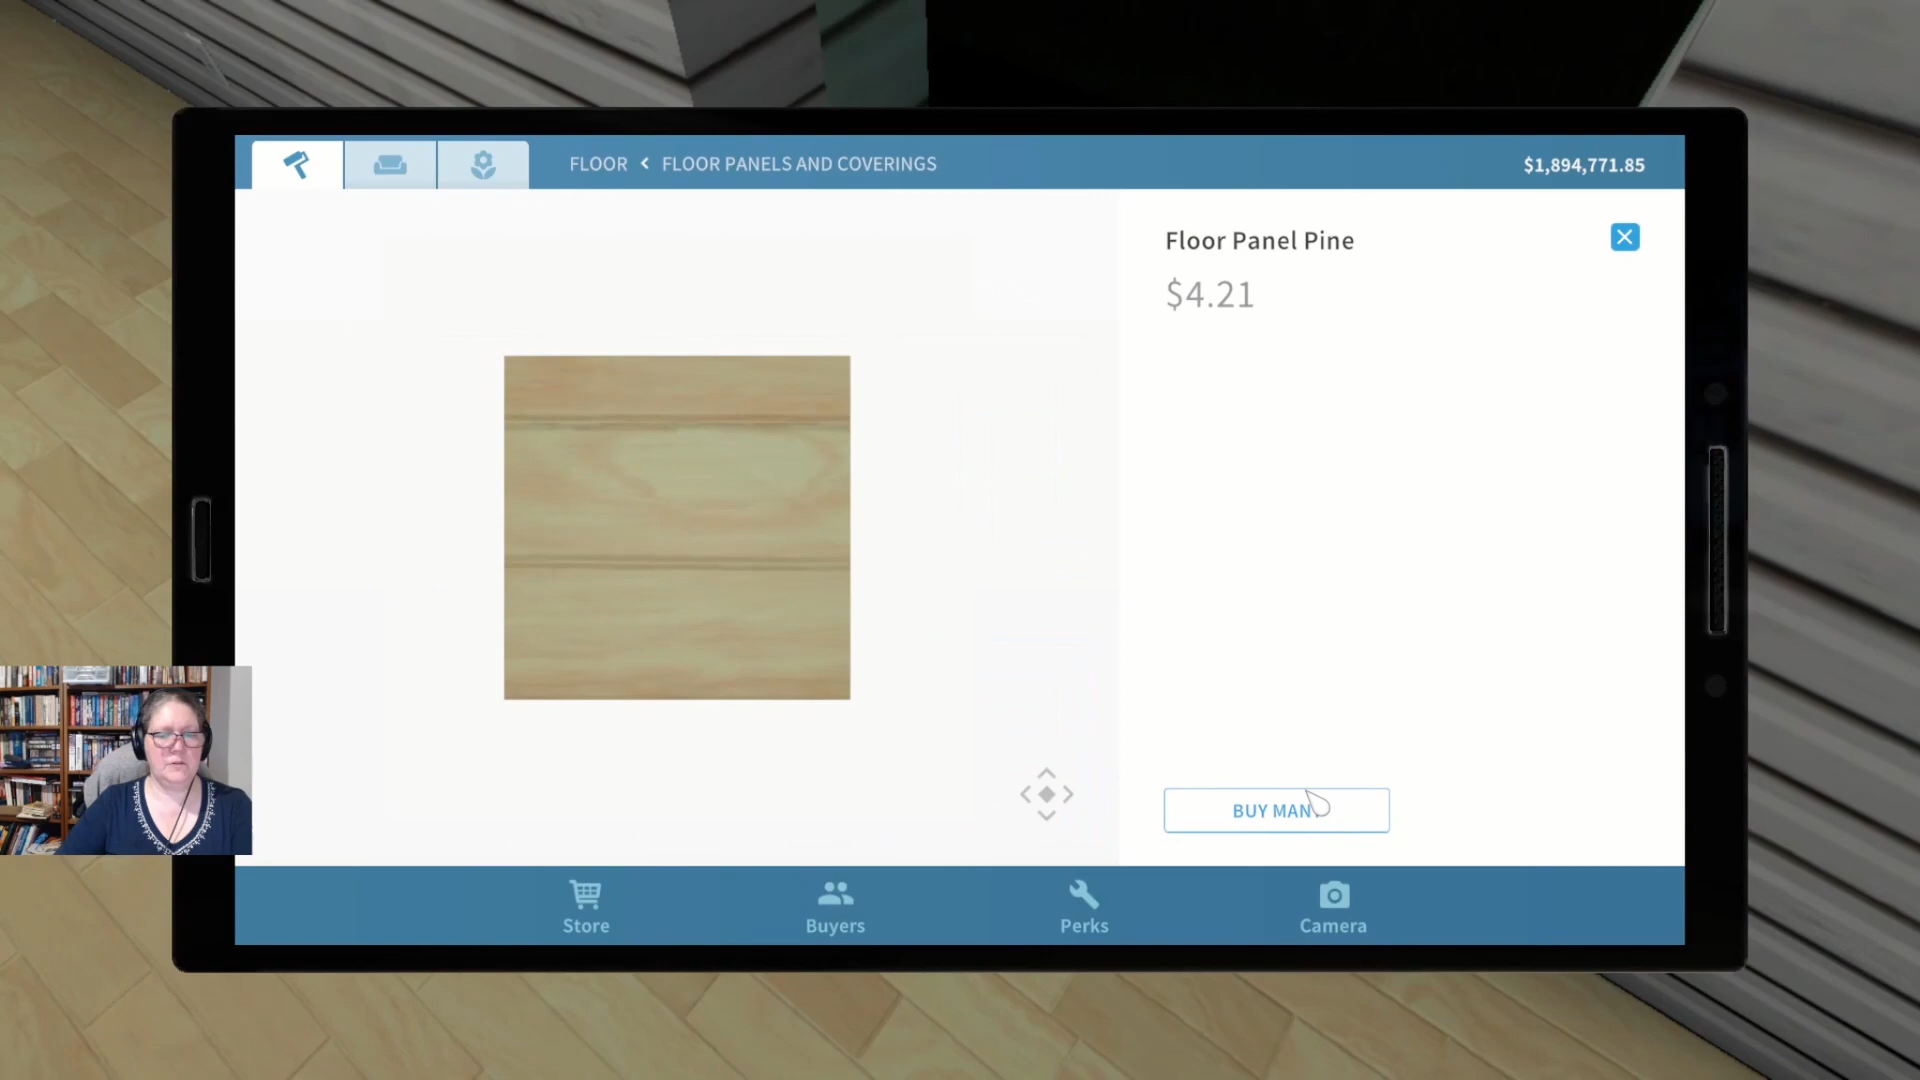 FLOOR < FLOOR PANELS AND COVERINGS
$1,894,771.85
Floor Panel Pine
$4.21
BUY MAN
Store
Buyers
Perks
Camera